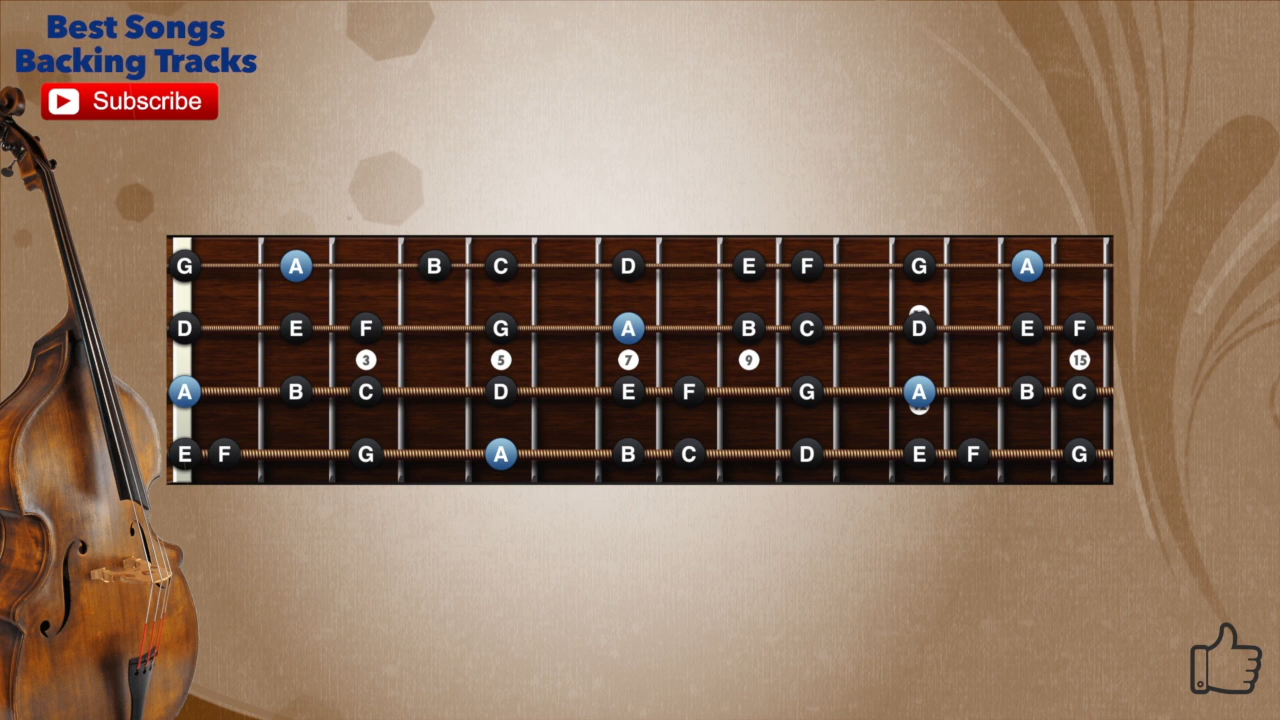 Best Songs
Backing Tracks
Subscribe
G A B C D E F G A
D E F G A B C D E F
3 5 7 9 15
A B C D E F G A B C
E F G A B C D E F G